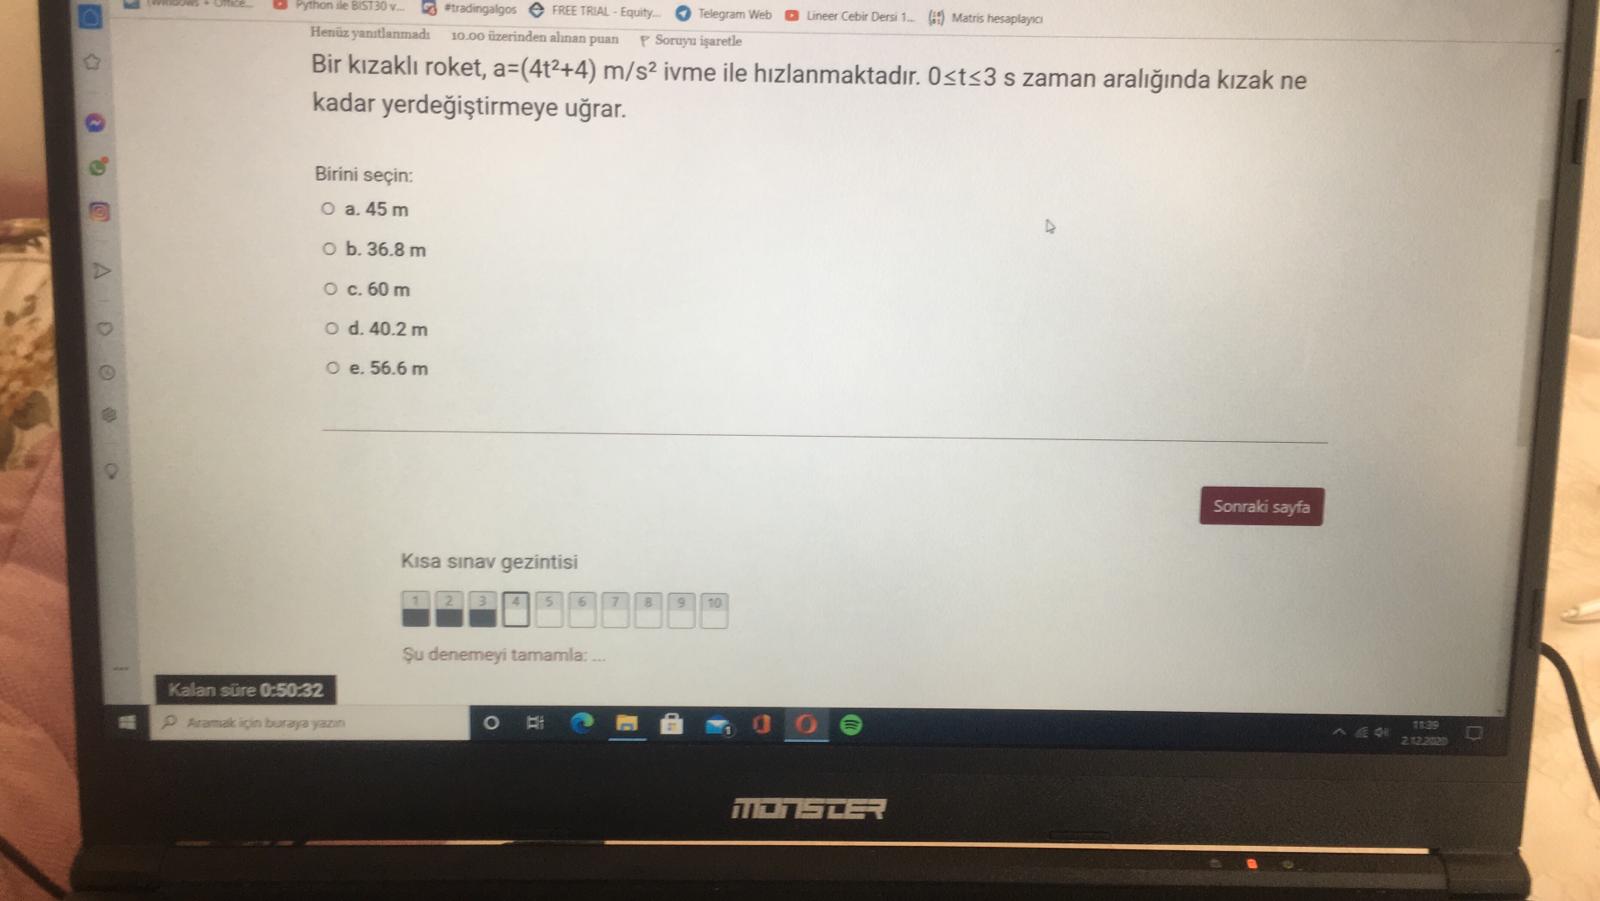 (Windows + Office... Python ile BIST30 v... #tradingalgos FREE TRIAL - Equity... Telegram Web Lineer Cebir Dersi 1... Matris hesaplayıcı
Henüz yanıtlanmadı 10.00 üzerinden alınan puan Soruyu işaretle
Bir kızaklı roket, a=(4t²+4) m/s² ivme ile hızlanmaktadır. 0≤t≤3 s zaman aralığında kızak ne
kadar yerdeğiştirmeye uğrar.
Birini seçin:
a. 45 m
b. 36.8 m
c. 60 m
d. 40.2 m
e. 56.6 m
Sonraki sayfa
Kısa sınav gezintisi
1 2 3 4 5 6 7 8 9 10
Şu denemeyi tamamla: ...
Kalan süre 0:50:32
Aramak için buraya yazın
1
11:39
2.12.2020
MONSTER